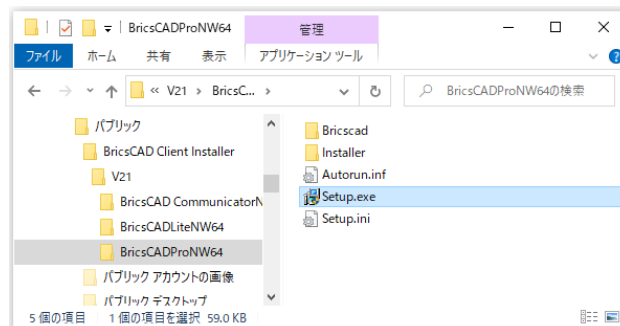 BricsCADProNW64
管理
ファイル ホーム 共有 表示 アプリケーション ツール
« V21 › BricsC... ›
BricsCADProNW64の検索
パブリック
BricsCAD Client Installer
V21
BricsCAD CommunicatorN
BricsCADLiteNW64
BricsCADProNW64
パブリック アカウントの画像
パブリック デスクトップ
Bricscad
Installer
Autorun.inf
Setup.exe
Setup.ini
5 個の項目 1 個の項目を選択 59.0 KB